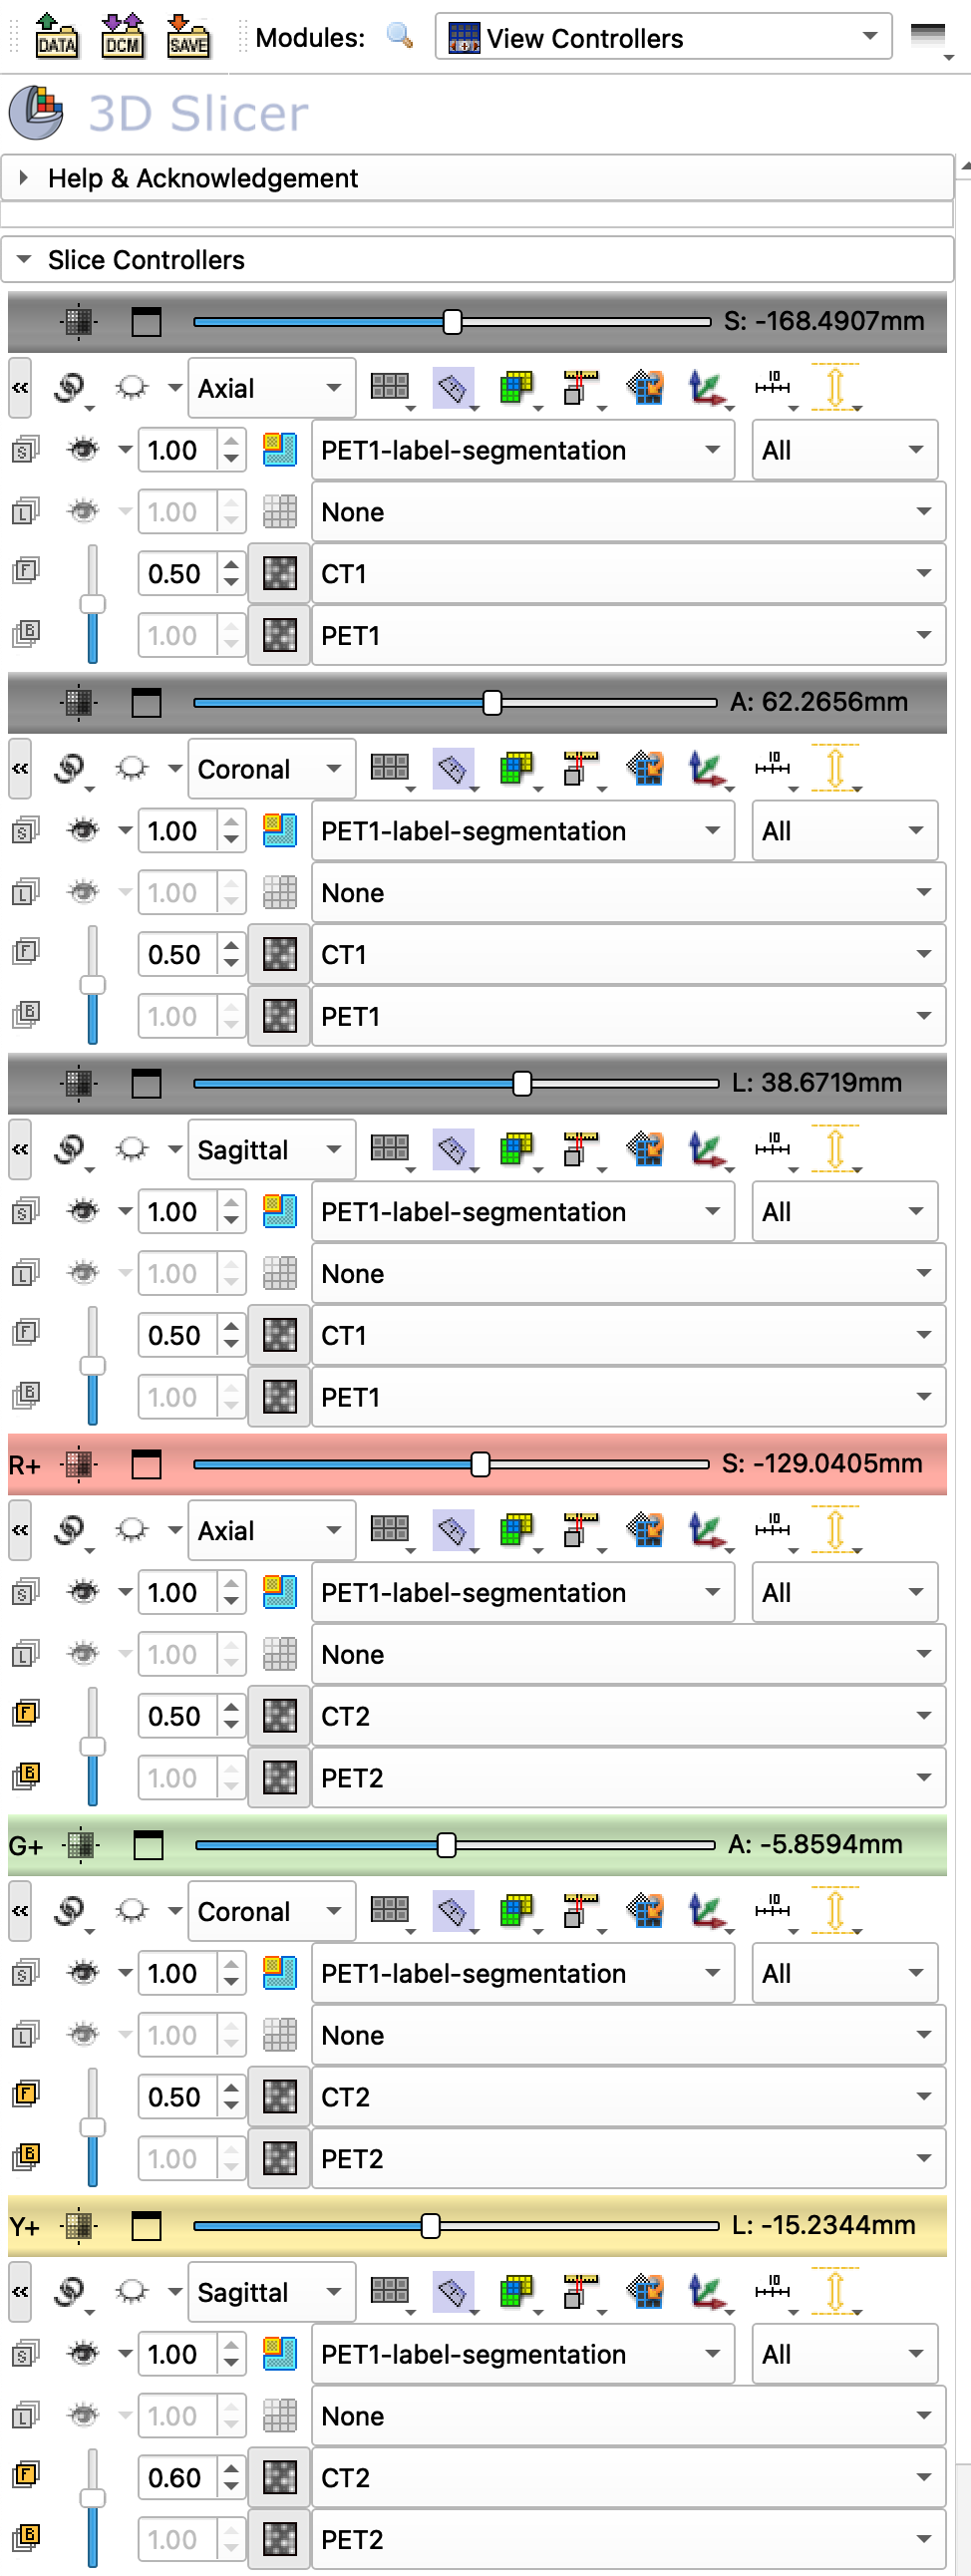 DATA DCM SAVE Modules: View Controllers
3D Slicer
Help & Acknowledgement
Slice Controllers
S: -168.4907mm
<< Axial 10
S 1.00 PET1-label-segmentation All
L 1.00 None
F 0.50 CT1
B 1.00 PET1
A: 62.2656mm
<< Coronal 10
S 1.00 PET1-label-segmentation All
L 1.00 None
F 0.50 CT1
B 1.00 PET1
L: 38.6719mm
<< Sagittal 10
S 1.00 PET1-label-segmentation All
L 1.00 None
F 0.50 CT1
B 1.00 PET1
R+ S: -129.0405mm
<< Axial 10
S 1.00 PET1-label-segmentation All
L 1.00 None
F 0.50 CT2
B 1.00 PET2
G+ A: -5.8594mm
<< Coronal 10
S 1.00 PET1-label-segmentation All
L 1.00 None
F 0.50 CT2
B 1.00 PET2
Y+ L: -15.2344mm
<< Sagittal 10
S 1.00 PET1-label-segmentation All
L 1.00 None
F 0.60 CT2
B 1.00 PET2